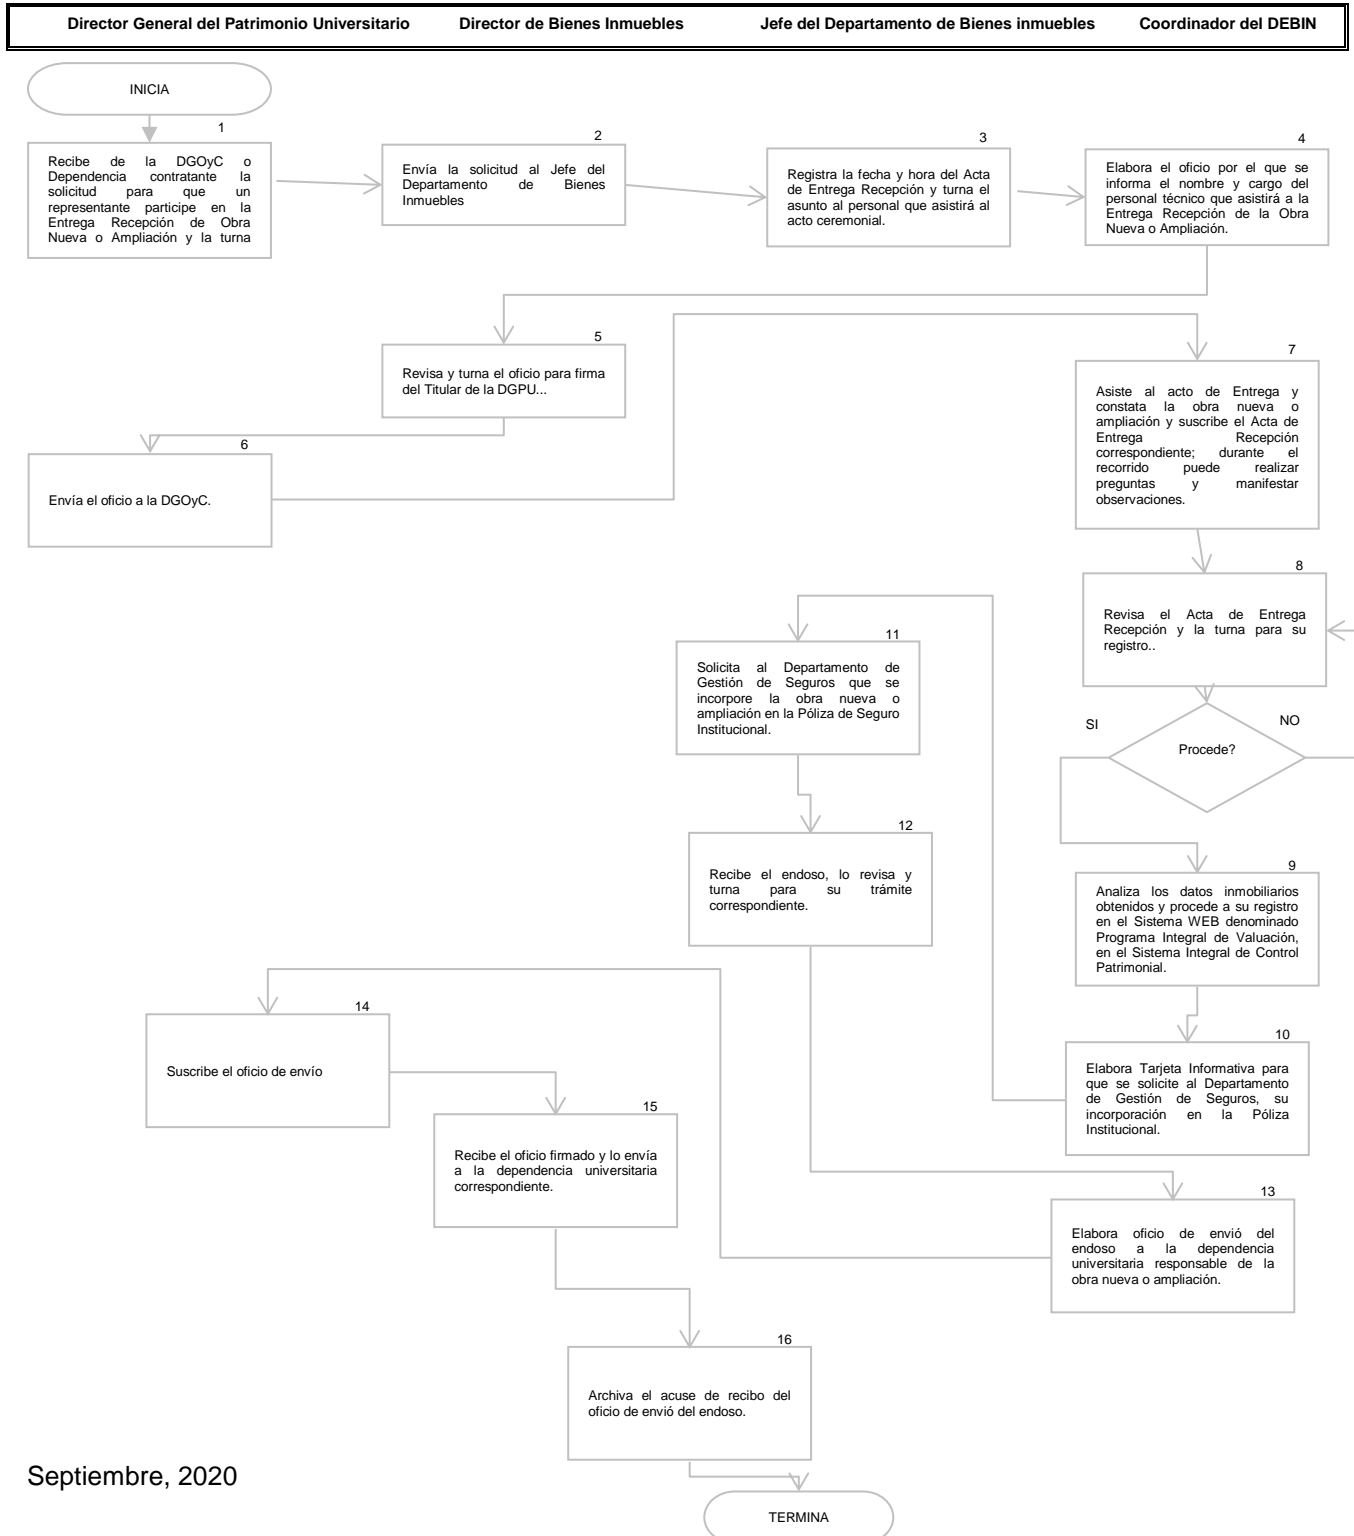 Director General del Patrimonio Universitario Director de Bienes Inmuebles Jefe del Departamento de Bienes inmuebles Coordinador del DEBIN
INICIA
1
Recibe de la DGOyC o
Dependencia contratante la
solicitud para que un
representante participe en la
Entrega Recepción de Obra
Nueva o Ampliación y la turna
2
Envía la solicitud al Jefe del
Departamento de Bienes
Inmuebles
3
Registra la fecha y hora del Acta
de Entrega Recepción y turna el
asunto al personal que asistirá al
acto ceremonial.
4
Elabora el oficio por el que se
informa el nombre y cargo del
personal técnico que asistirá a la
Entrega Recepción de la Obra
Nueva o Ampliación.
5
Revisa y turna el oficio para firma
del Titular de la DGPU...
6
Envía el oficio a la DGOyC.
7
Asiste al acto de Entrega y
constata la obra nueva o
ampliación y suscribe el Acta de
Entrega Recepción
correspondiente; durante el
recorrido puede realizar
preguntas y manifestar
observaciones.
8
Revisa el Acta de Entrega
Recepción y la turna para su
registro..
SI
NO
Procede?
9
Analiza los datos inmobiliarios
obtenidos y procede a su registro
en el Sistema WEB denominado
Programa Integral de Valuación,
en el Sistema Integral de Control
Patrimonial.
10
Elabora Tarjeta Informativa para
que se solicite al Departamento
de Gestión de Seguros, su
incorporación en la Póliza
Institucional.
11
Solicita al Departamento de
Gestión de Seguros que se
incorpore la obra nueva o
ampliación en la Póliza de Seguro
Institucional.
12
Recibe el endoso, lo revisa y
turna para su trámite
correspondiente.
13
Elabora oficio de envió del
endoso a la dependencia
universitaria responsable de la
obra nueva o ampliación.
14
Suscribe el oficio de envío
15
Recibe el oficio firmado y lo envía
a la dependencia universitaria
correspondiente.
16
Archiva el acuse de recibo del
oficio de envió del endoso.
TERMINA
Septiembre, 2020